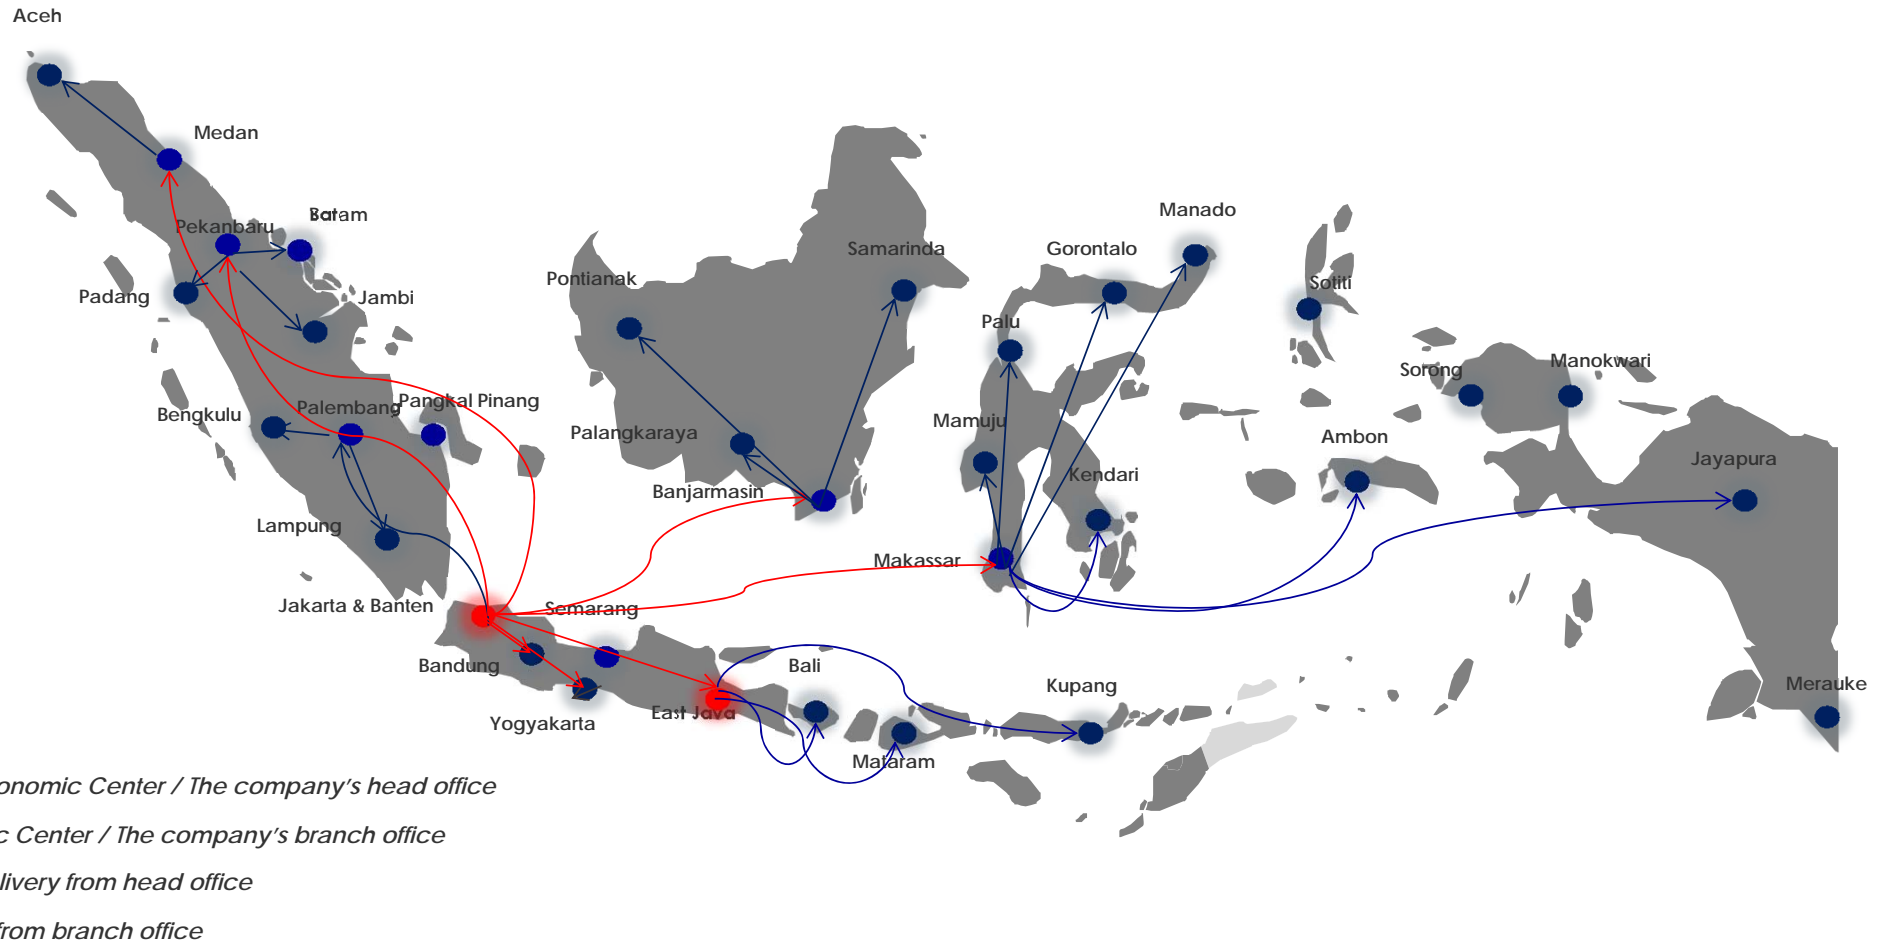 Aceh
Medan
Pekanbaru
Batam
Padang
Jambi
Bengkulu
Palembang
Pangkal Pinang
Lampung
Jakarta & Banten
Semarang
Bandung
Yogyakarta
East Java
Bali
Mataram
Kupang
Pontianak
Samarinda
Palangkaraya
Banjarmasin
Manado
Gorontalo
Palu
Mamuju
Kendari
Makassar
Sotiti
Sorong
Manokwari
Ambon
Jayapura
Merauke
onomic Center / The company's head office
c Center / The company's branch office
livery from head office
from branch office